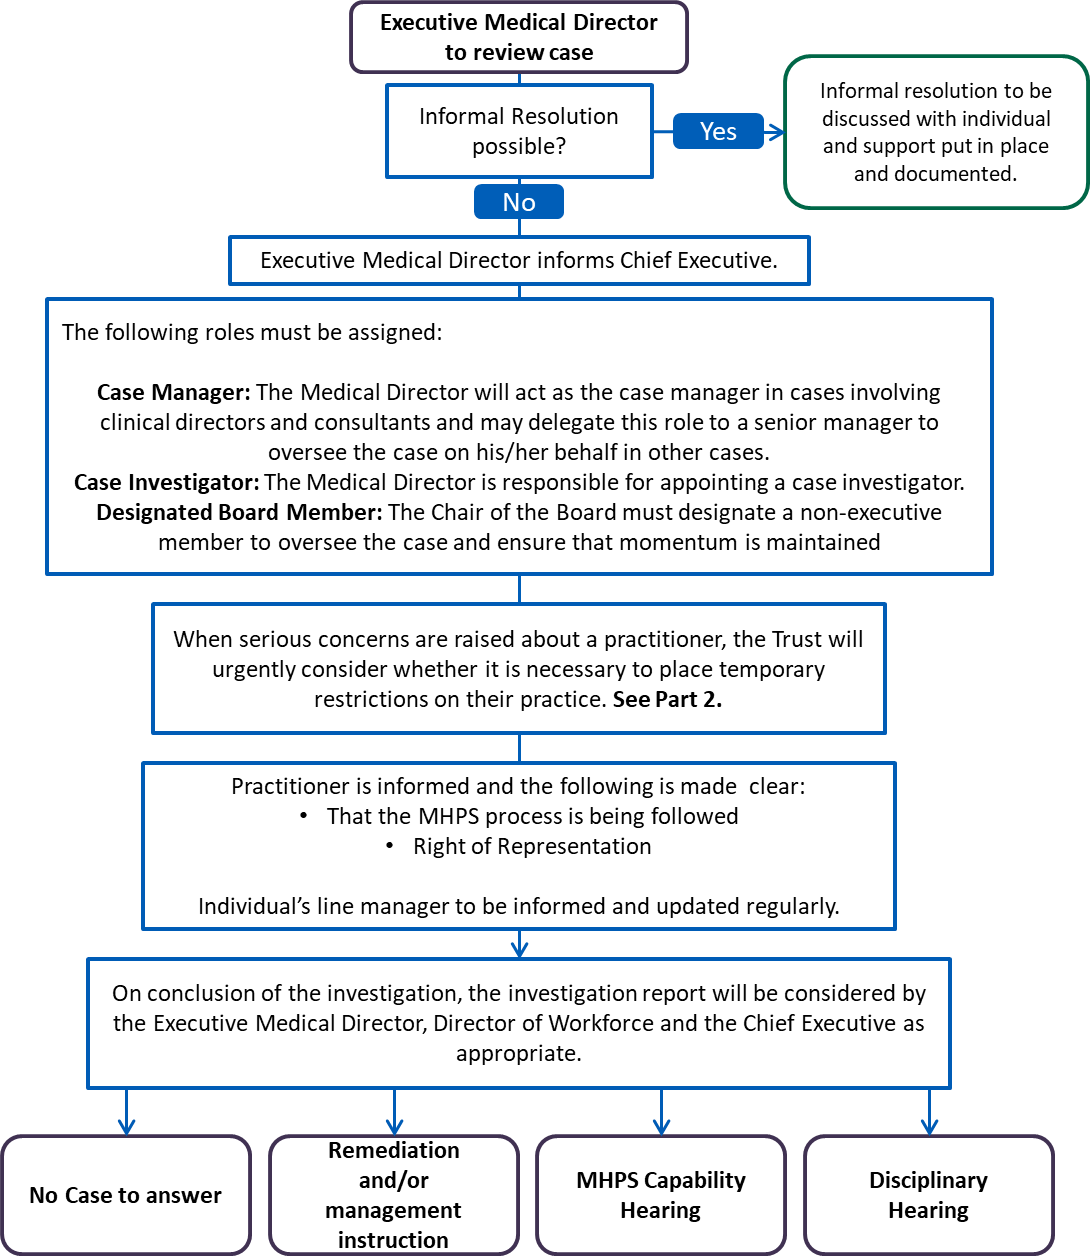 Executive Medical Director
to review case
Informal Resolution
possible?
Yes
Informal resolution to be
discussed with individual
and support put in place
and documented.
No
Executive Medical Director informs Chief Executive.
The following roles must be assigned:
Case Manager: The Medical Director will act as the case manager in cases involving
clinical directors and consultants and may delegate this role to a senior manager to
oversee the case on his/her behalf in other cases.
Case Investigator: The Medical Director is responsible for appointing a case investigator.
Designated Board Member: The Chair of the Board must designate a non-executive
member to oversee the case and ensure that momentum is maintained
When serious concerns are raised about a practitioner, the Trust will
urgently consider whether it is necessary to place temporary
restrictions on their practice. See Part 2.
Practitioner is informed and the following is made clear:
• That the MHPS process is being followed
• Right of Representation
Individual’s line manager to be informed and updated regularly.
On conclusion of the investigation, the investigation report will be considered by
the Executive Medical Director, Director of Workforce and the Chief Executive as
appropriate.
No Case to answer
Remediation
and/or
management
instruction
MHPS Capability
Hearing
Disciplinary
Hearing